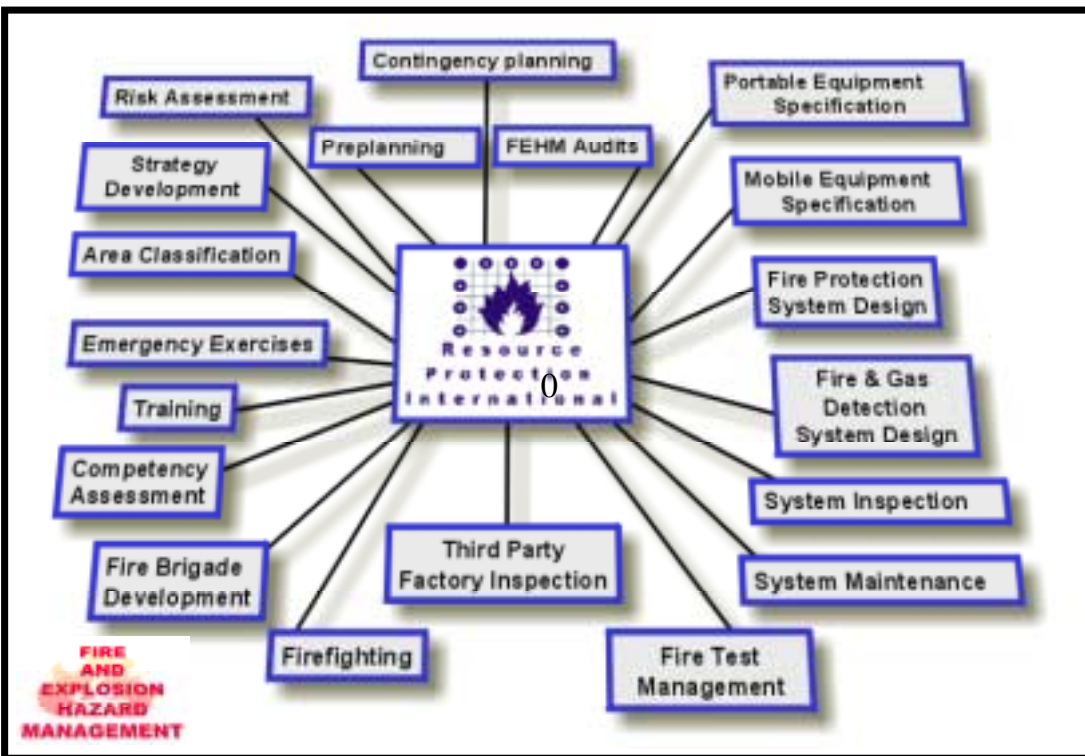 Contingency planning
Risk Assessment
Portable Equipment
Specification
Preplanning
FEHM Audits
Strategy
Development
Mobile Equipment
Specification
Area Classification
Fire Protection
System Design
Emergency Exercises
Resource
Protection
0
International
Training
Fire & Gas
Detection
System Design
Competency
Assessment
System Inspection
Fire Brigade
Development
Third Party
Factory Inspection
System Maintenance
Firefighting
Fire Test
Management
FIRE
AND
EXPLOSION
HAZARD
MANAGEMENT